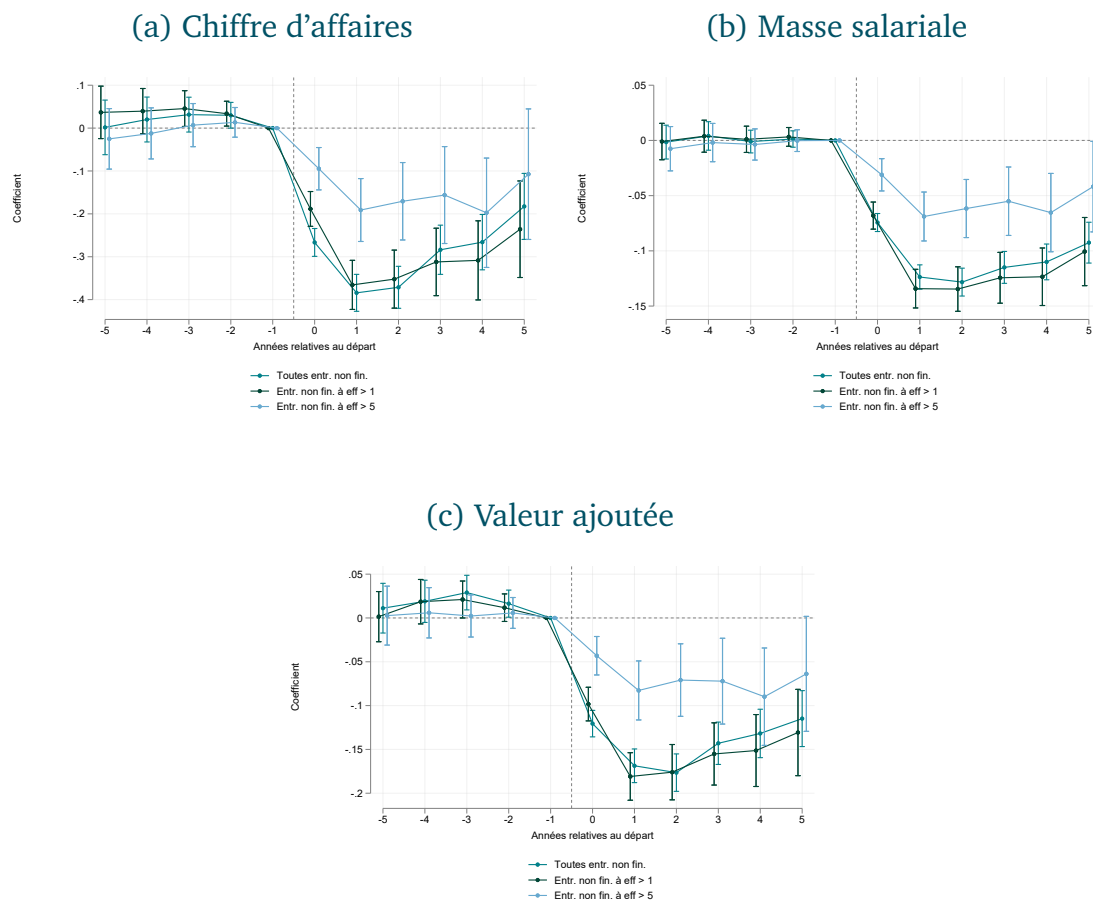 (a) Chiffre d'affaires
.1
0
-.1
-.2
-.3
-.4
Coefficient
-5 -4 -3 -2 -1 0 1 2 3 4 5
Années relatives au départ
Toutes entr. non fin.
Entr. non fin. à eff > 1
Entr. non fin. à eff > 5
(b) Masse salariale
.05
0
-.05
-.1
-.15
Coefficient
-5 -4 -3 -2 -1 0 1 2 3 4 5
Années relatives au départ
Toutes entr. non fin.
Entr. non fin. à eff > 1
Entr. non fin. à eff > 5
(c) Valeur ajoutée
.05
0
-.05
-.1
-.15
-.2
Coefficient
-5 -4 -3 -2 -1 0 1 2 3 4 5
Années relatives au départ
Toutes entr. non fin.
Entr. non fin. à eff > 1
Entr. non fin. à eff > 5